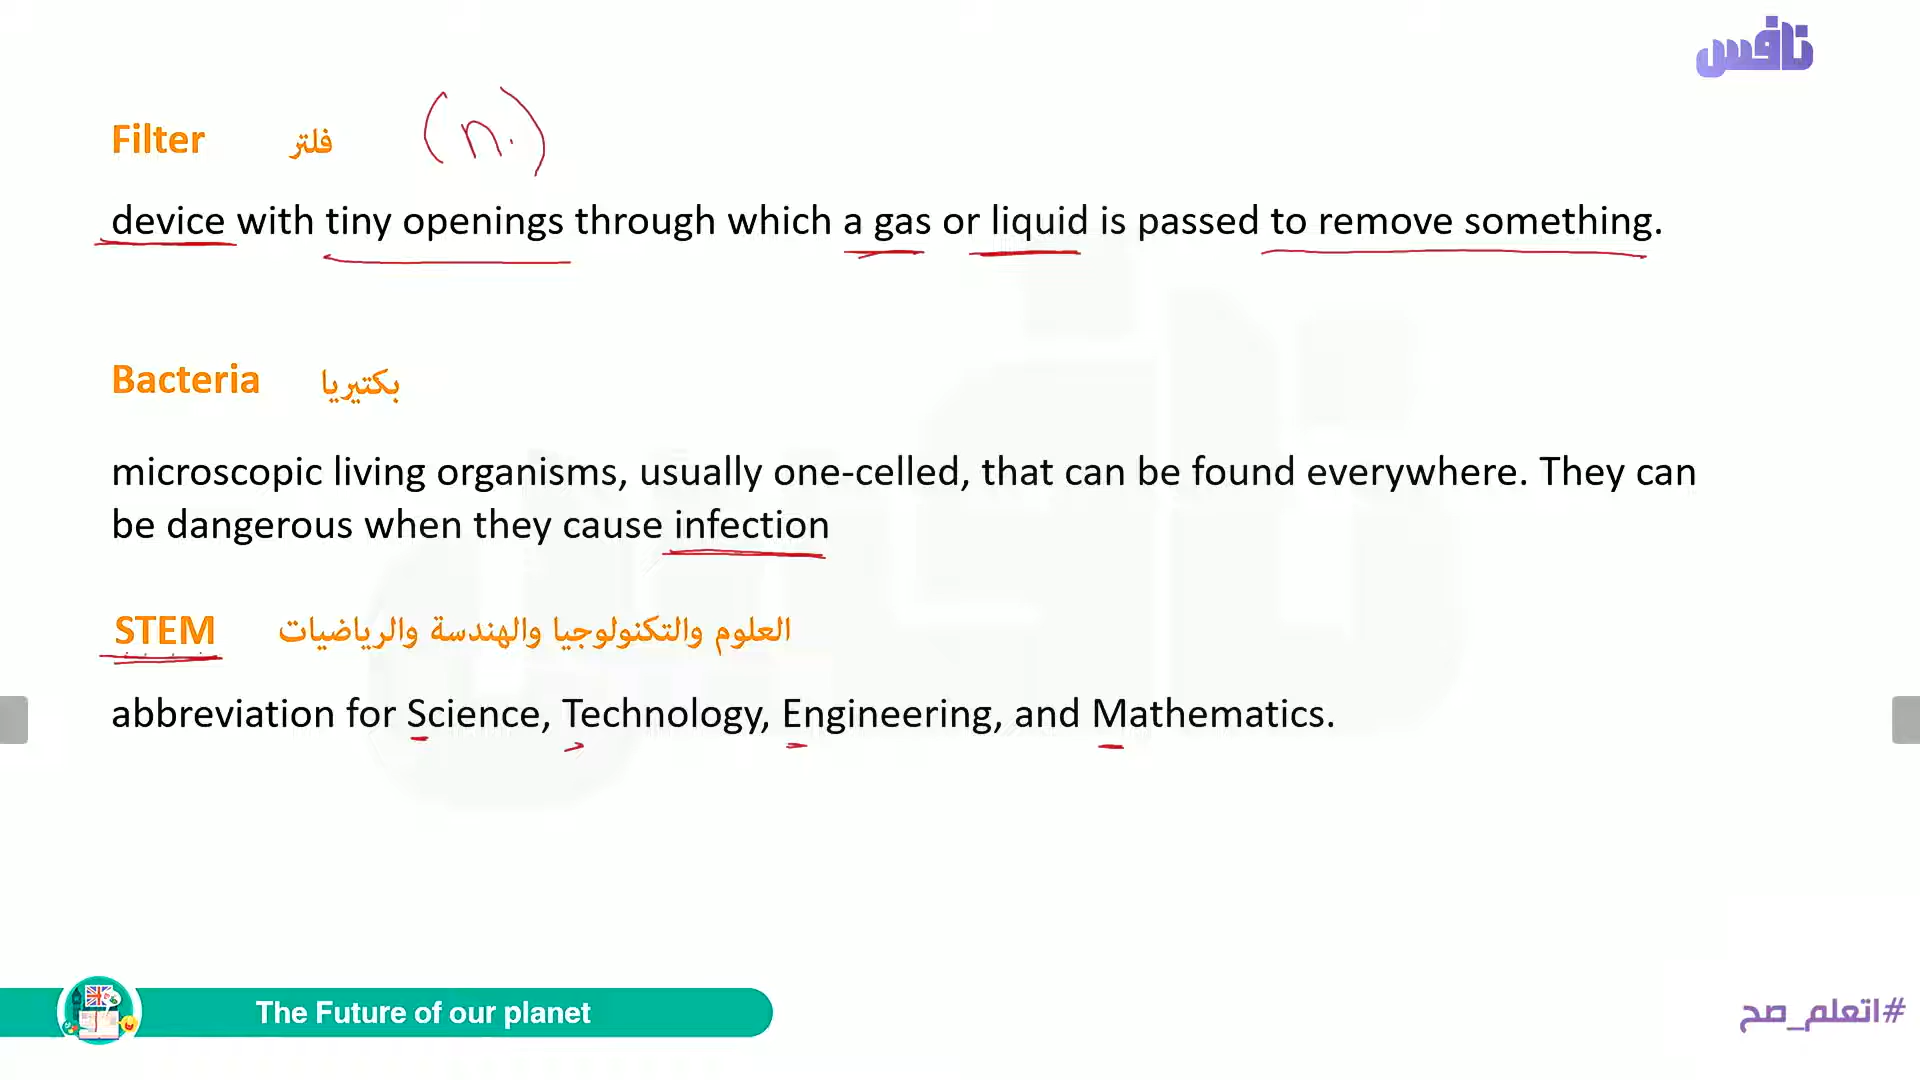 نافس
Filter فلتر (n.)
device with tiny openings through which a gas or liquid is passed to remove something.
Bacteria بكتيريا
microscopic living organisms, usually one-celled, that can be found everywhere. They can
be dangerous when they cause infection
STEM العلوم والتكنولوجيا والهندسة والرياضيات
abbreviation for Science, Technology, Engineering, and Mathematics.
The Future of our planet
#اتعلم_صح